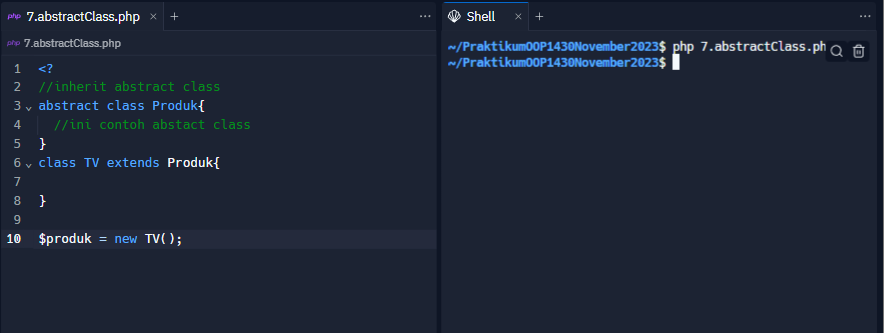 php 7.abstractClass.php × +
php 7.abstractClass.php
1 <?
2 //inherit abstract class
3 abstract class Produk{
4 //ini contoh abstact class
5 }
6 class TV extends Produk{
7
8 }
9
10 $produk = new TV();
Shell × +
~/PraktikumOOP1430November2023$ php 7.abstractClass.ph
~/PraktikumOOP1430November2023$